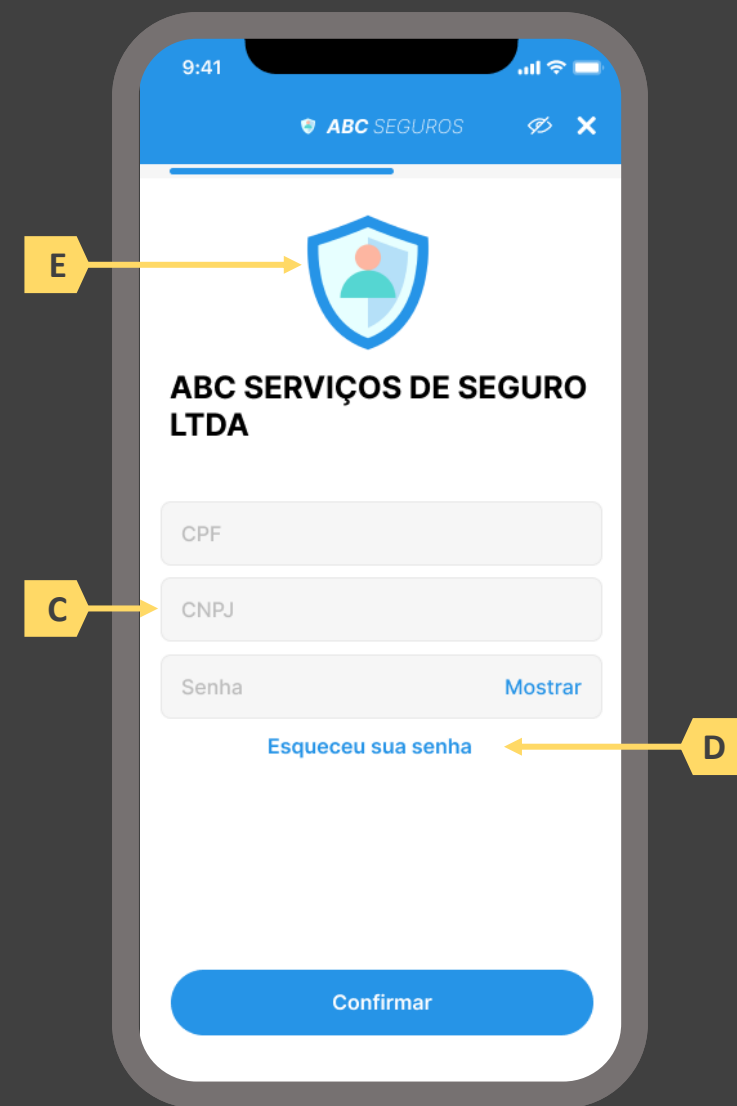 9:41
ABC SEGUROS
E
ABC SERVIÇOS DE SEGURO
LTDA
CPF
C
CNPJ
Senha Mostrar
Esqueceu sua senha
D
Confirmar